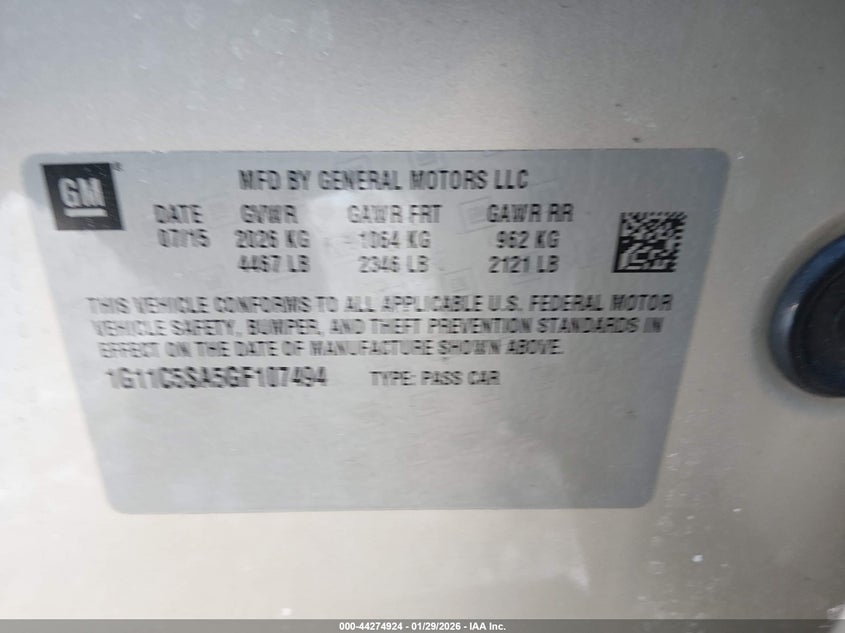 GM
MFD BY GENERAL MOTORS LLC
DATE GVWR GAWR FRT GAWR RR
07/15 2026 KG 1064 KG 962 KG
4467 LB 2346 LB 2121 LB
THIS VEHICLE CONFORMS TO ALL APPLICABLE U.S. FEDERAL MOTOR
VEHICLE SAFETY, BUMPER, AND THEFT PREVENTION STANDARDS IN
EFFECT ON THE DATE OF MANUFACTURE SHOWN ABOVE.
1G11C5SA5GF107494 TYPE: PASS CAR
000-44274924 - 01/29/2026 - IAA Inc.